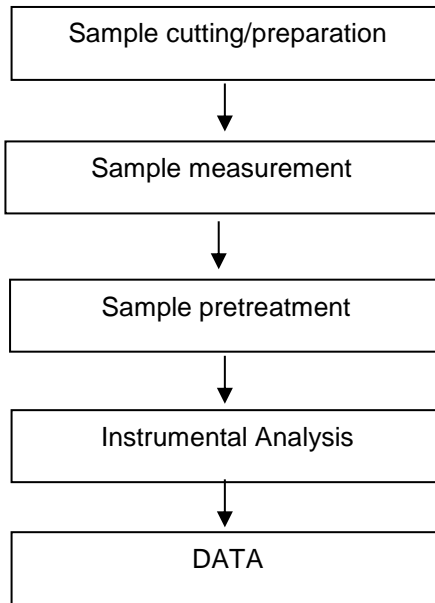 Sample cutting/preparation
Sample measurement
Sample pretreatment
Instrumental Analysis
DATA